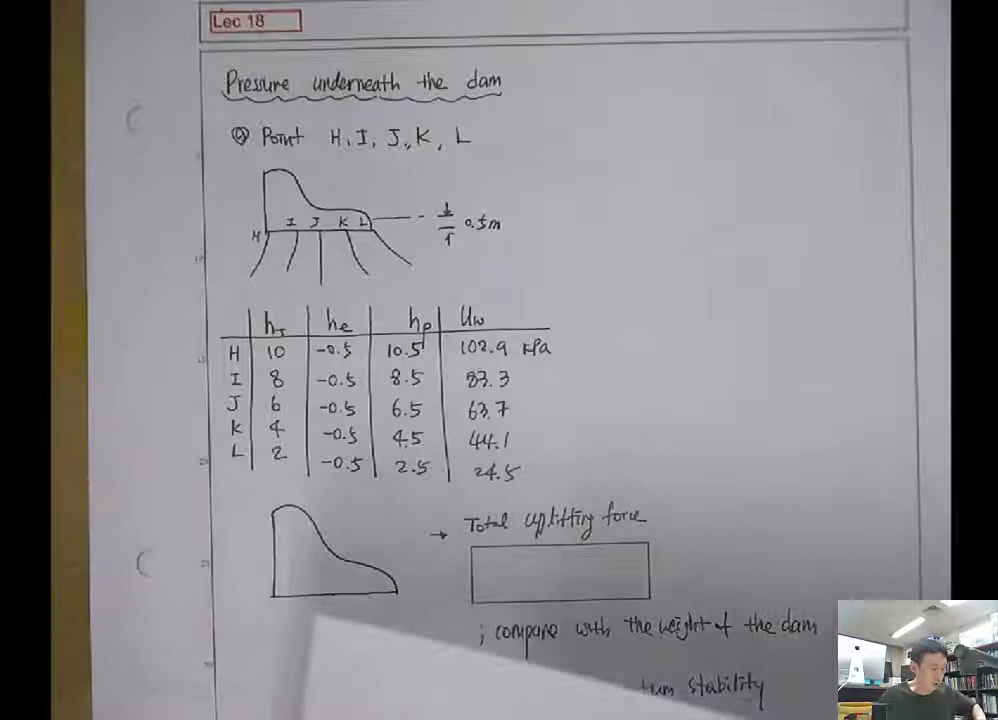 Lec 18
Pressure underneath the dam
@ Point H, I, J, K, L
I J K L
H
0.5m
hT he hp uw
H 10 -0.5 10.5 102.9 kPa
I 8 -0.5 8.5 83.3
J 6 -0.5 6.5 63.7
K 4 -0.5 4.5 44.1
L 2 -0.5 2.5 24.5
→ Total uplifting force
; compare with the weight of the dam
stability